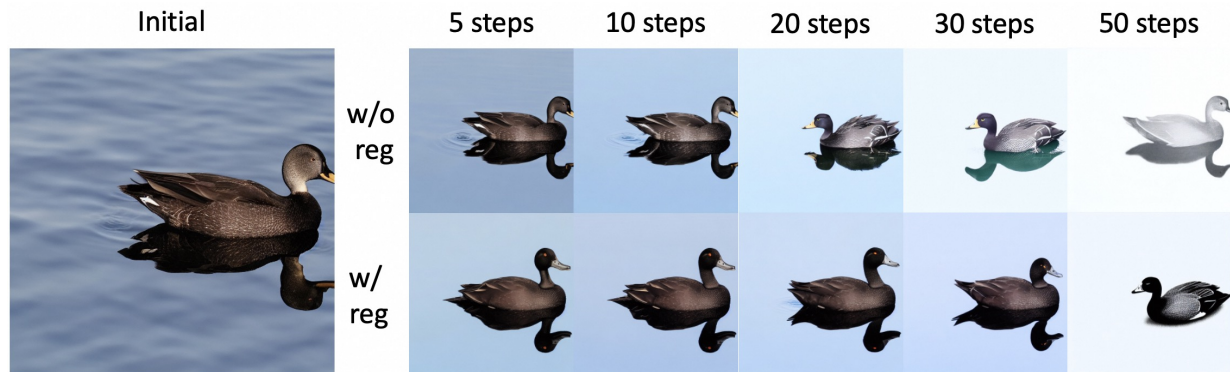 Initial
5 steps
10 steps
20 steps
30 steps
50 steps
w/o
reg
w/
reg